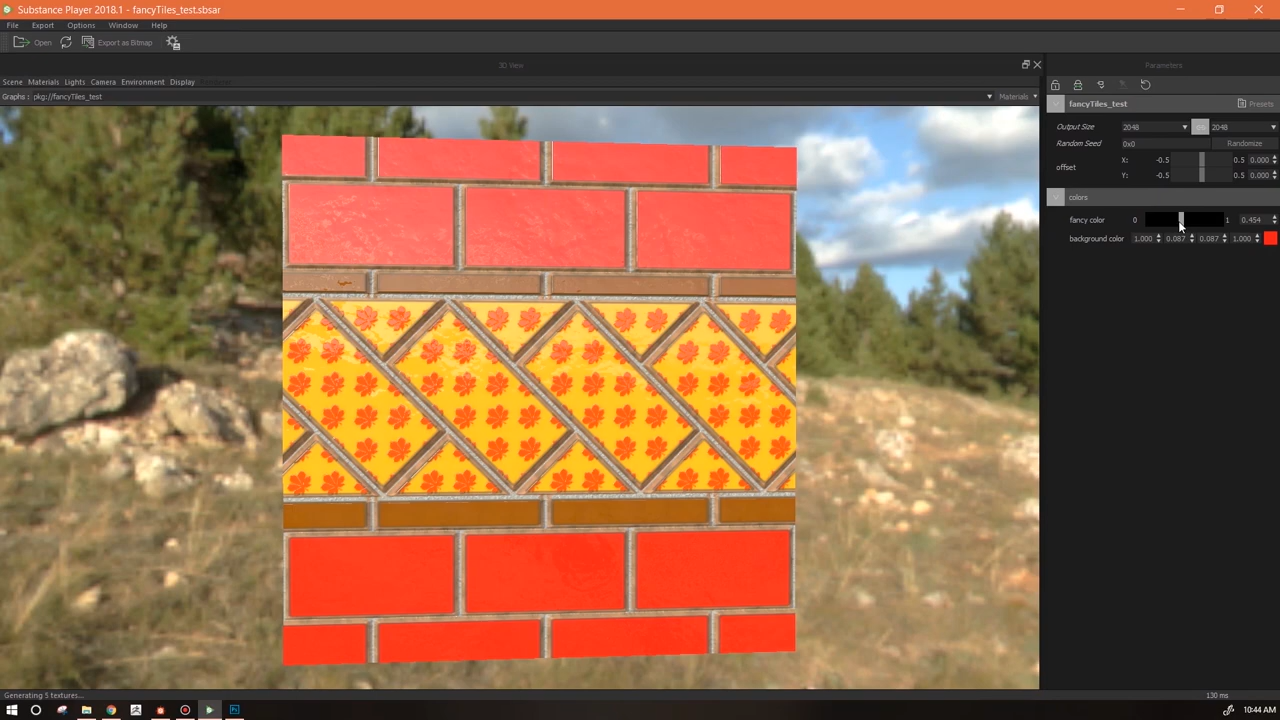 Substance Player 2018.1 - fancyTiles_test.sbsar
File Export Options Window Help
Open Export as Bitmap
3D View
Parameters
Scene Materials Lights Camera Environment Display
Graphs : pkg://fancyTiles_test Materials
fancyTiles_test Presets
Output Size 2048 2048
Random Seed 0x0 Randomize
offset
X: -0.5 0.5 0.000
Y: -0.5 0.5 0.000
colors
fancy color 0 1 0.454
background color 1.000 0.087 0.087 1.000
Generating 5 textures... 130 ms
10:44 AM